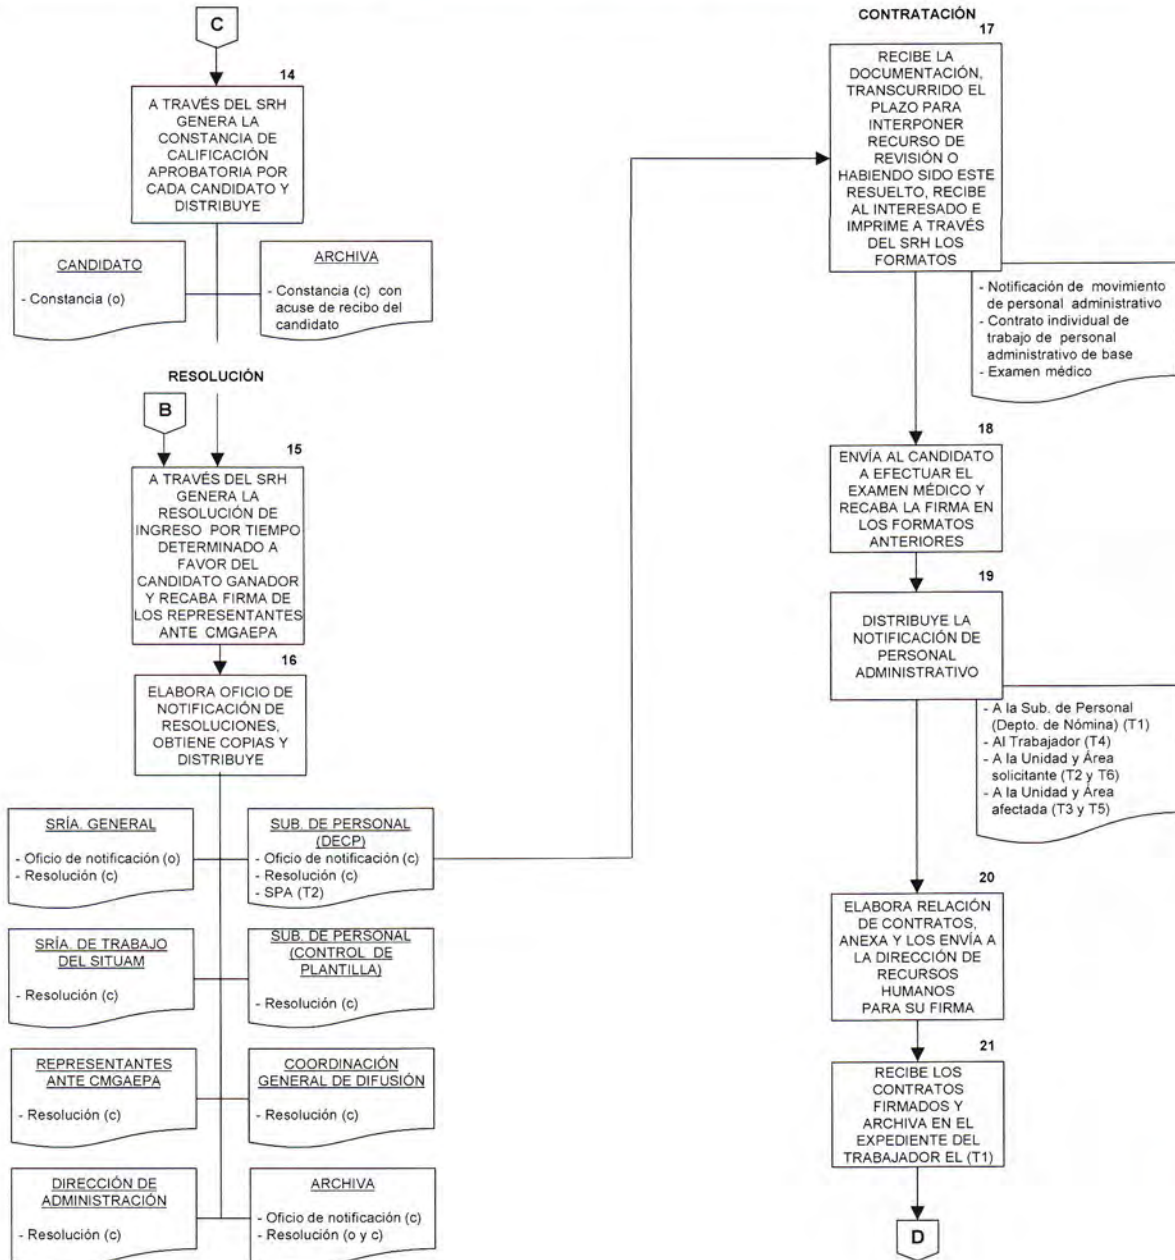 C
14
A TRAVÉS DEL SRH
GENERA LA
CONSTANCIA DE
CALIFICACIÓN
APROBATORIA POR
CADA CANDIDATO Y
DISTRIBUYE
CANDIDATO
- Constancia (o)
ARCHIVA
- Constancia (c) con
acuse de recibo del
candidato
RESOLUCIÓN
B
15
A TRAVÉS DEL SRH
GENERA LA
RESOLUCIÓN DE
INGRESO POR TIEMPO
DETERMINADO A
FAVOR DEL
CANDIDATO GANADOR
Y RECABA FIRMA DE
LOS REPRESENTANTES
ANTE CMGAEPA
16
ELABORA OFICIO DE
NOTIFICACIÓN DE
RESOLUCIONES,
OBTIENE COPIAS Y
DISTRIBUYE
SRÍA. GENERAL
- Oficio de notificación (o)
- Resolución (c)
SUB. DE PERSONAL
(DECP)
- Oficio de notificación (c)
- Resolución (c)
- SPA (T2)
SRÍA. DE TRABAJO
DEL SITUAM
- Resolución (c)
SUB. DE PERSONAL
(CONTROL DE
PLANTILLA)
- Resolución (c)
REPRESENTANTES
ANTE CMGAEPA
- Resolución (c)
COORDINACIÓN
GENERAL DE DIFUSIÓN
- Resolución (c)
DIRECCIÓN DE
ADMINISTRACIÓN
- Resolución (c)
ARCHIVA
- Oficio de notificación (c)
- Resolución (o y c)
CONTRATACIÓN
17
RECIBE LA
DOCUMENTACIÓN,
TRANSCURRIDO EL
PLAZO PARA
INTERPONER
RECURSO DE
REVISIÓN O
HABIENDO SIDO ESTE
RESUELTO, RECIBE
AL INTERESADO E
IMPRIME A TRAVÉS
DEL SRH LOS
FORMATOS
- Notificación de movimiento
de personal administrativo
- Contrato individual de
trabajo de personal
administrativo de base
- Examen médico
18
ENVÍA AL CANDIDATO
A EFECTUAR EL
EXAMEN MÉDICO Y
RECABA LA FIRMA EN
LOS FORMATOS
ANTERIORES
19
DISTRIBUYE LA
NOTIFICACIÓN DE
PERSONAL
ADMINISTRATIVO
- A la Sub. de Personal
(Depto. de Nómina) (T1)
- Al Trabajador (T4)
- A la Unidad y Área
solicitante (T2 y T6)
- A la Unidad y Área
afectada (T3 y T5)
20
ELABORA RELACIÓN
DE CONTRATOS,
ANEXA Y LOS ENVÍA A
LA DIRECCIÓN DE
RECURSOS
HUMANOS
PARA SU FIRMA
21
RECIBE LOS
CONTRATOS
FIRMADOS Y
ARCHIVA EN EL
EXPEDIENTE DEL
TRABAJADOR EL (T1)
D